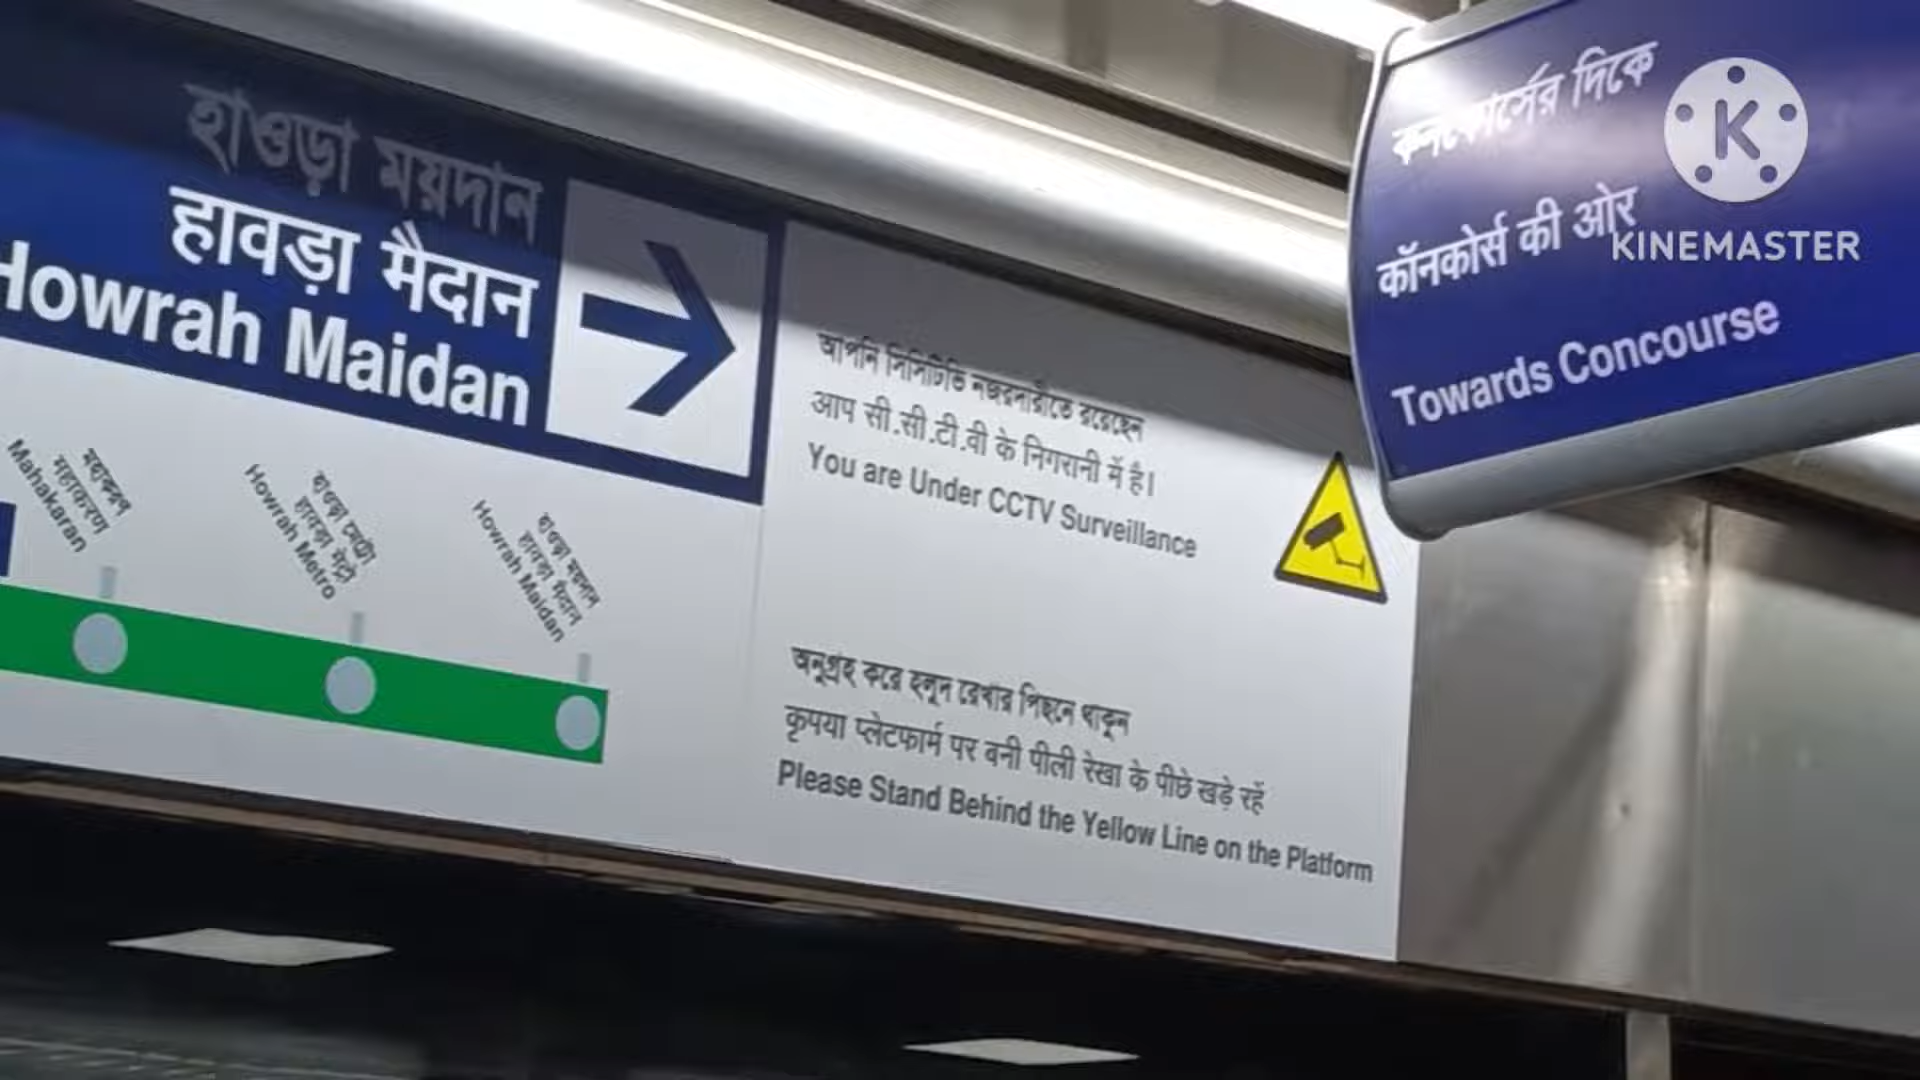 হাওড়া ময়দান
हावड़ा मैदान
Howrah Maidan
মহাকরণ
महाकरण
Mahakaran
হাওড়া মেট্রো
हावड़ा मेट्रो
Howrah Metro
হাওড়া ময়দান
हावड़ा मैदान
Howrah Maidan
আপনি সিসিটিভি নজরদারীতে রয়েছেন
आप सी.सी.टी.वी के निगरानी में है।
You are Under CCTV Surveillance
অনুগ্রহ করে হলুদ রেখার পিছনে থাকুন
कृपया प्लेटफार्म पर बनी पीली रेखा के पीछे खड़े रहें
Please Stand Behind the Yellow Line on the Platform
কনকোর্সের দিকে
कॉनकोर्स की ओर
Towards Concourse
K
KINEMASTER